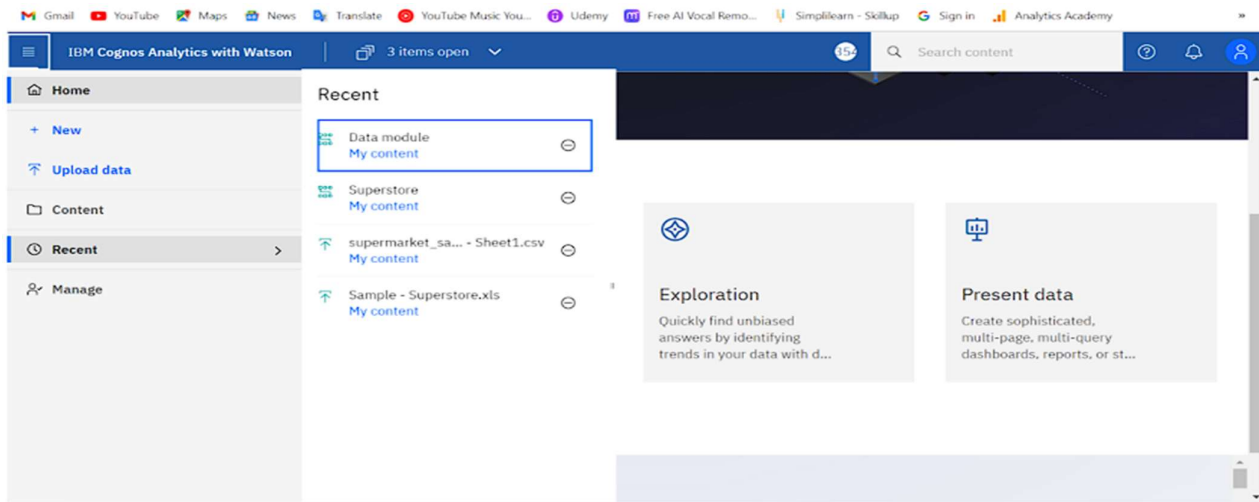 Gmail YouTube Maps News Translate YouTube Music You... Udemy Free AI Vocal Remo... Simplilearn - Skillup Sign in Analytics Academy »
IBM Cognos Analytics with Watson 3 items open 354 Search content
Home
+ New
Upload data
Content
Recent
Manage
Recent
Data module
My content
Superstore
My content
supermarket_sa... - Sheet1.csv
My content
Sample - Superstore.xls
My content
Exploration
Quickly find unbiased
answers by identifying
trends in your data with d...
Present data
Create sophisticated,
multi-page, multi-query
dashboards, reports, or st...